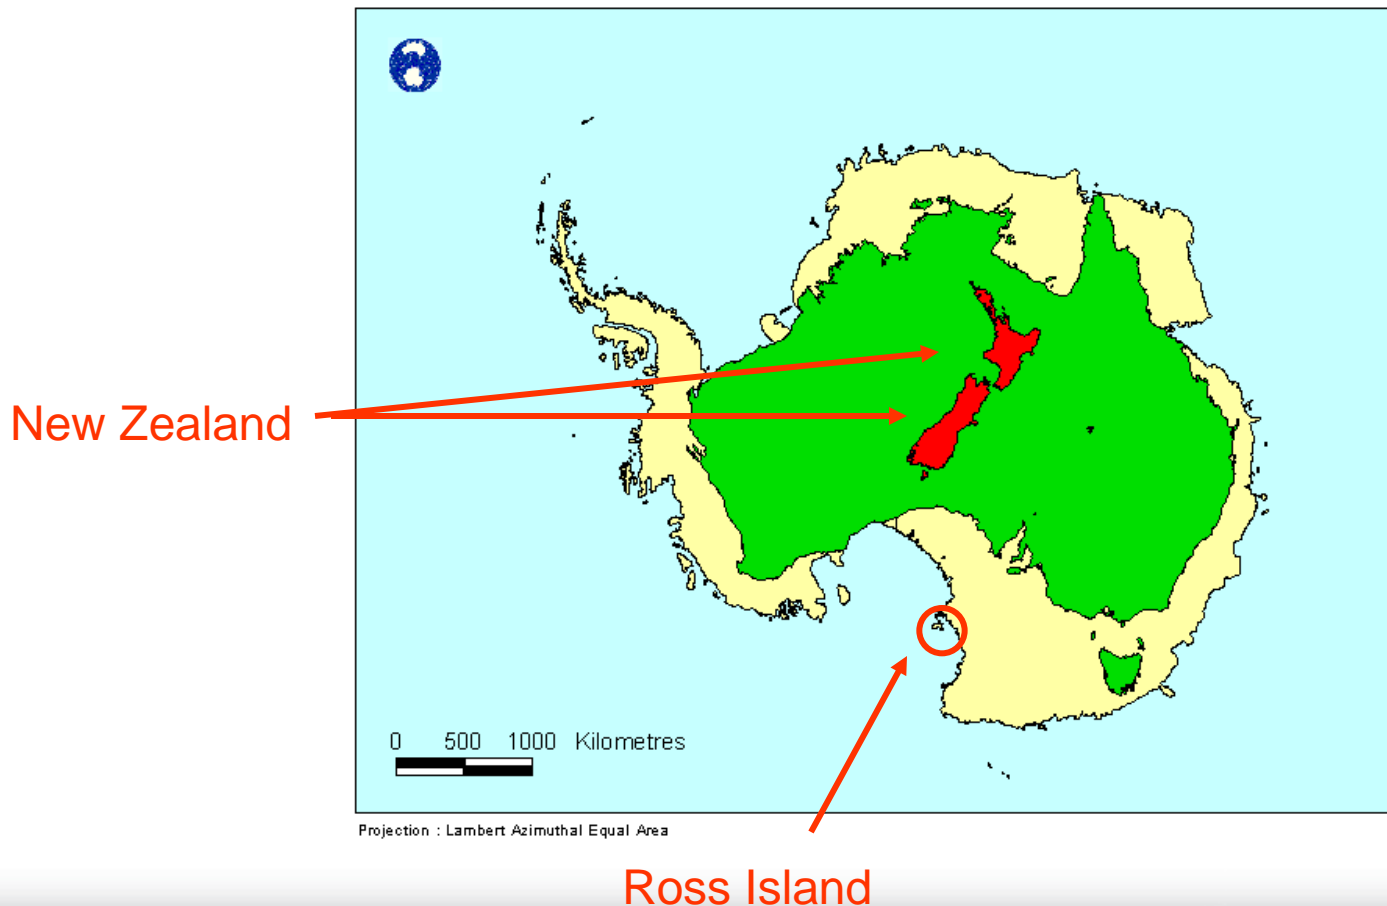 New Zealand
0 500 1000 Kilometres
Projection : Lambert Azimuthal Equal Area
Ross Island